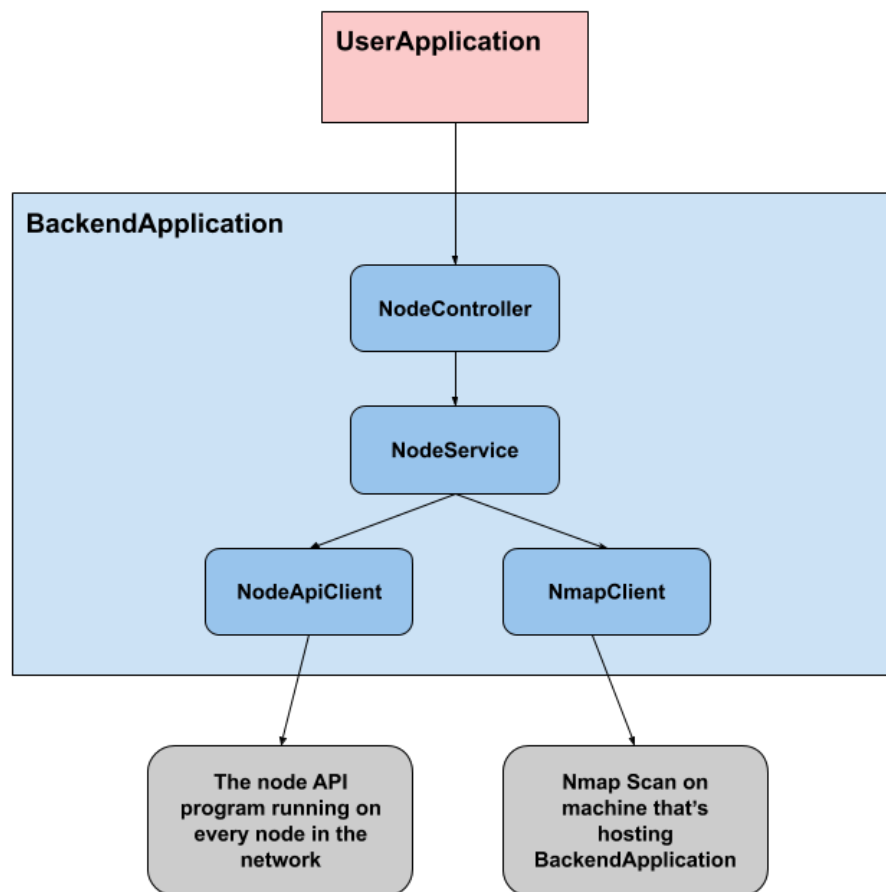 UserApplication
BackendApplication
NodeController
NodeService
NodeApiClient
NmapClient
The node API
program running on
every node in the
network
Nmap Scan on
machine that's
hosting
BackendApplication